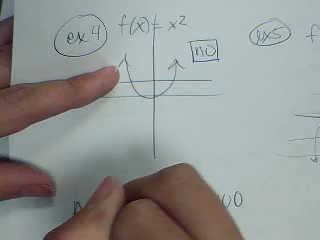 ex 4 f(x) = x²
no
ex 5 f